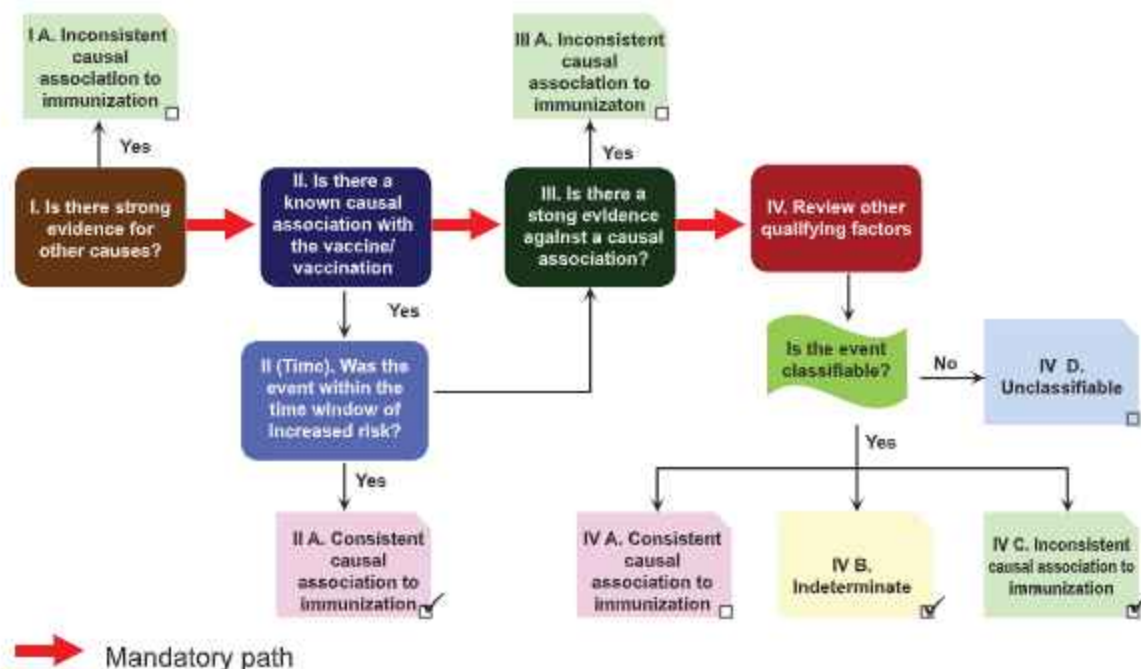 I A. Inconsistent
causal
association to
immunization
III A. Inconsistent
causal
association to
immunizaton
Yes
Yes
I. Is there strong
evidence for
other causes?
II. Is there a
known causal
association with
the vaccine/
vaccination
III. Is there a
stong evidence
against a causal
association?
IV. Review other
qualifying factors
Yes
II (Time). Was the
event within the
time window of
increased risk?
Is the event
classifiable?
No
IV D.
Unclassifiable
Yes
Yes
II A. Consistent
causal
association to
immunization
IV A. Consistent
causal
association to
immunization
IV B.
Indeterminate
IV C. Inconsistent
causal association to
immunization
Mandatory path